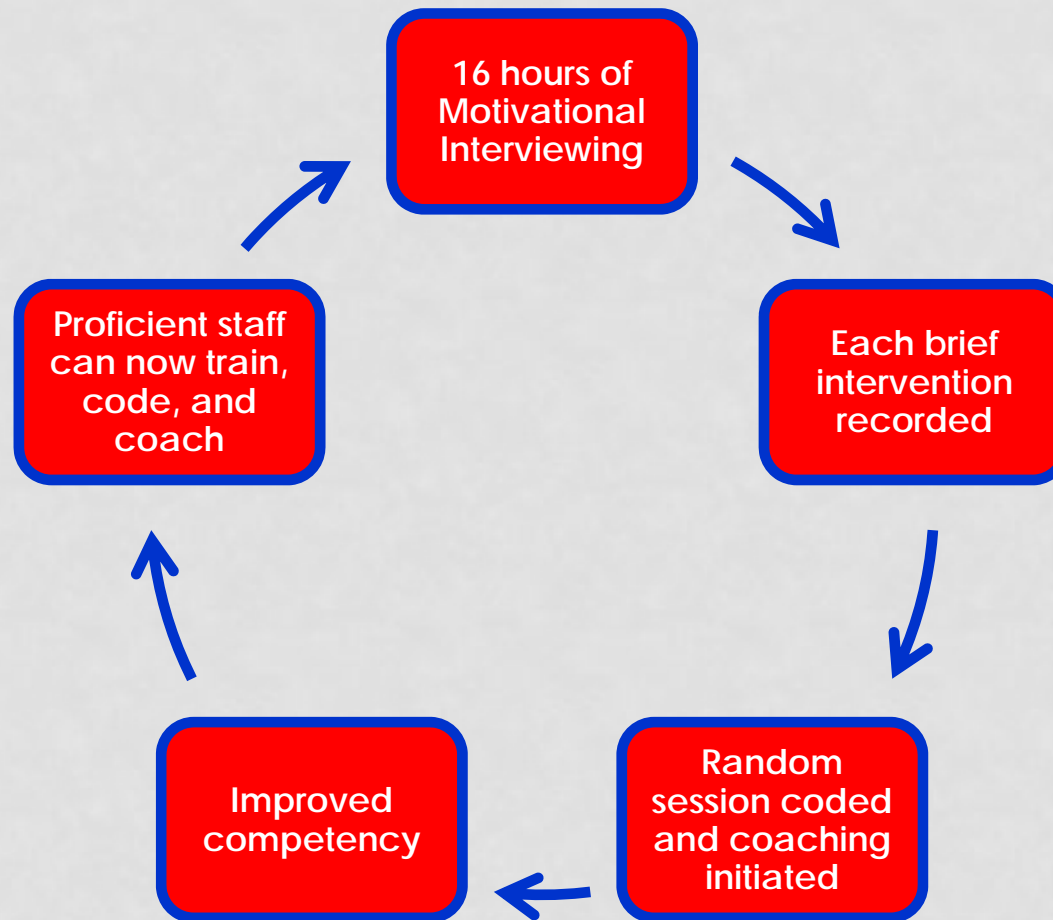 16 hours of
Motivational
Interviewing
Each brief
intervention
recorded
Random
session coded
and coaching
initiated
Improved
competency
Proficient staff
can now train,
code, and
coach